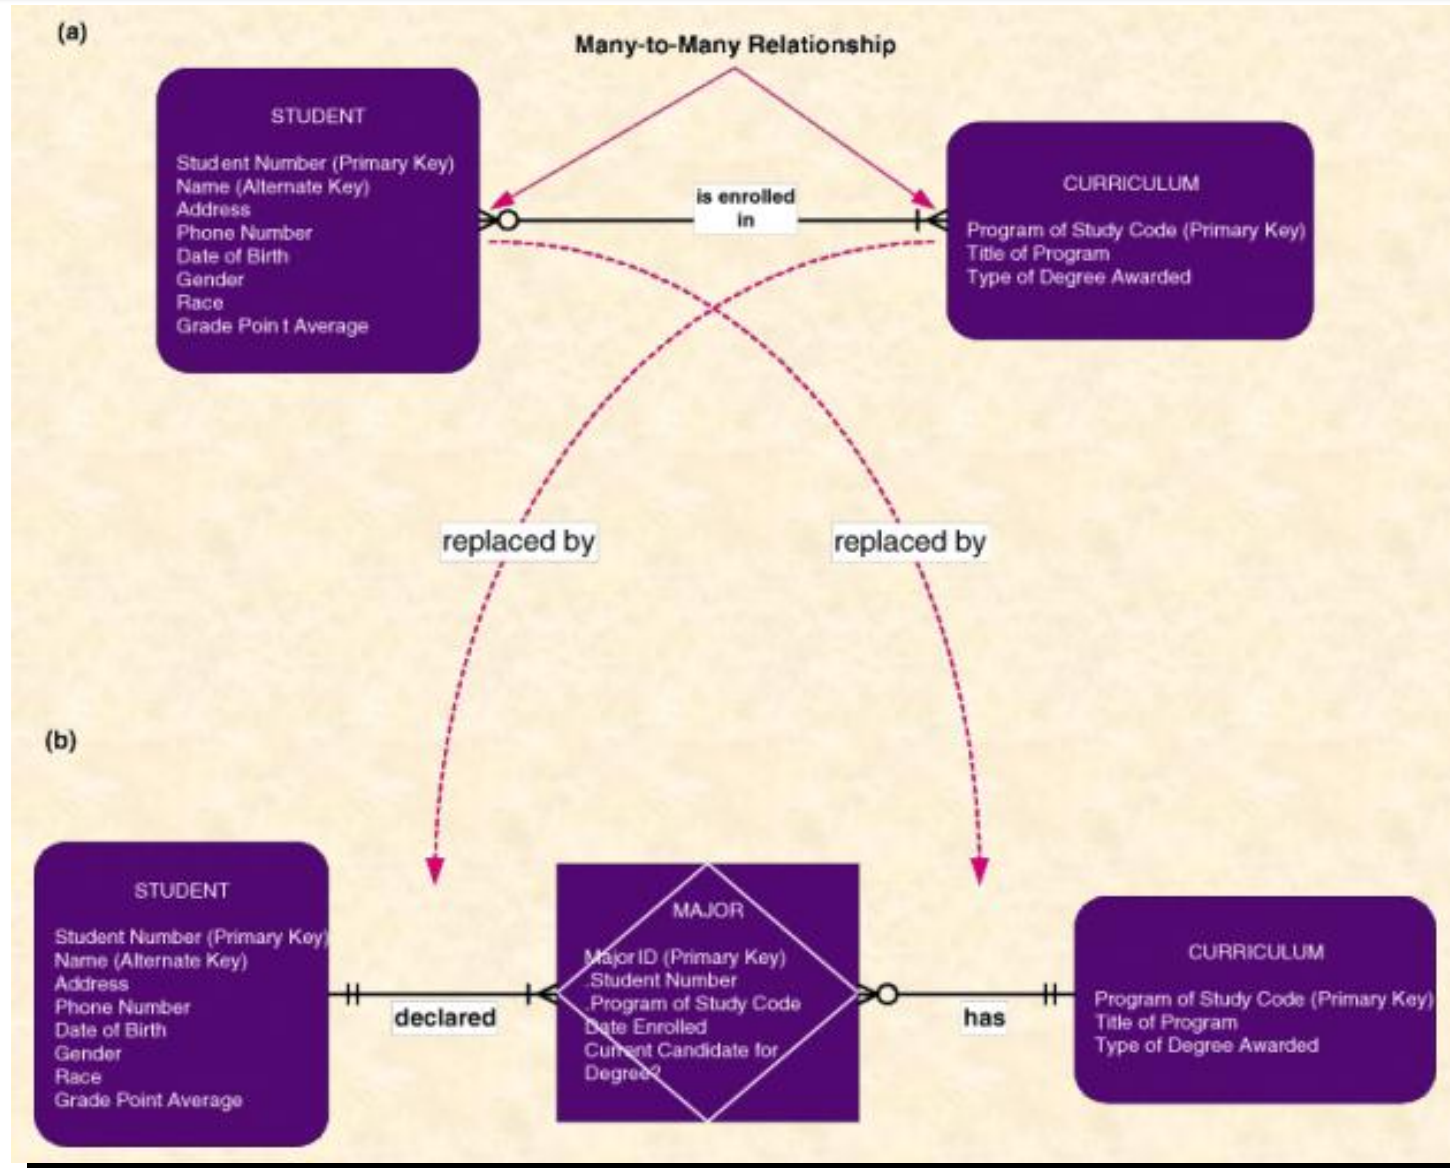 (a)
Many-to-Many Relationship
STUDENT
Student Number (Primary Key)
Name (Alternate Key)
Address
Phone Number
Date of Birth
Gender
Race
Grade Poin t Average
is enrolled
in
CURRICULUM
Program of Study Code (Primary Key)
Title of Program
Type of Degree Awarded
replaced by
replaced by
(b)
STUDENT
Student Number (Primary Key)
Name (Alternate Key)
Address
Phone Number
Date of Birth
Gender
Race
Grade Point Average
declared
MAJOR
Major ID (Primary Key)
.Student Number
.Program of Study Code
Date Enrolled
Current Candidate for
Degree?
has
CURRICULUM
Program of Study Code (Primary Key)
Title of Program
Type of Degree Awarded